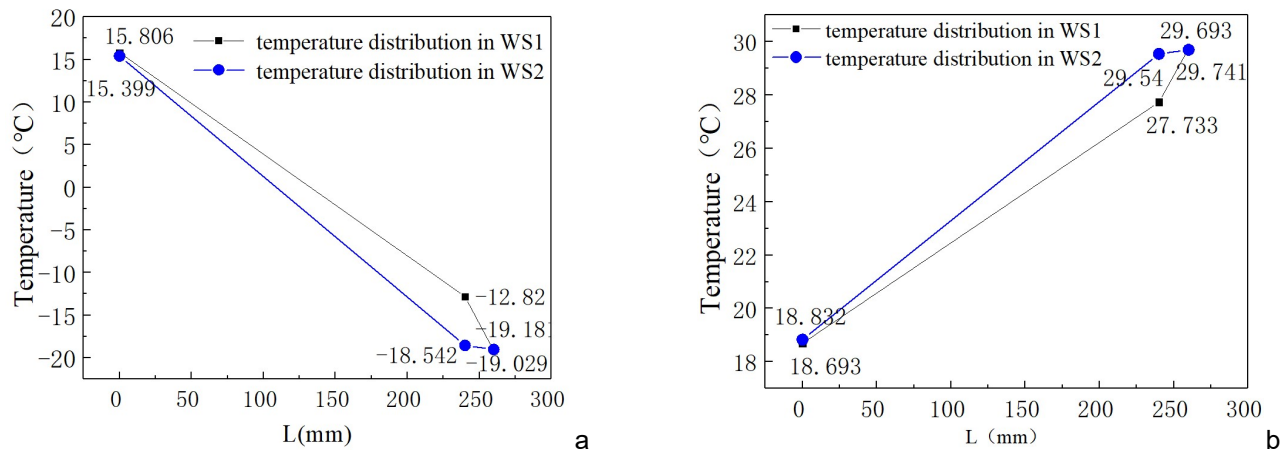 20
15
10
5
0
−5
−10
−15
−20
Temperature（℃）
15.806
15.399
temperature distribution in WS1
temperature distribution in WS2
−12.82
−19.181
−18.542
−19.029
0 50 100 150 200 250 300
L(mm)
a
30
28
26
24
22
20
18
Temperature（℃）
temperature distribution in WS1
temperature distribution in WS2
29.693
29.54
29.741
27.733
18.832
18.693
0 50 100 150 200 250 300
L（mm）
b